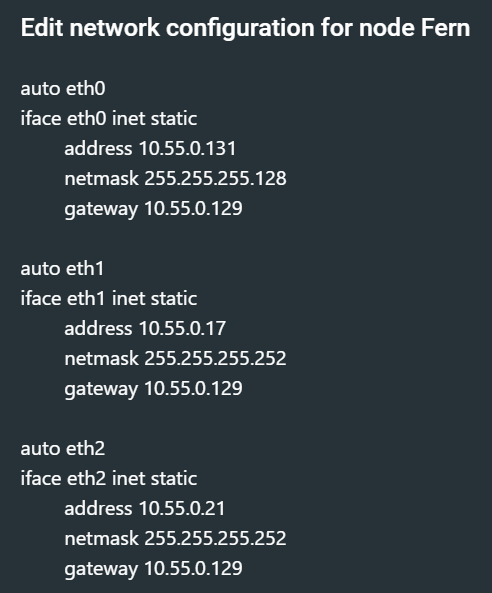 Edit network configuration for node Fern
auto eth0
iface eth0 inet static
address 10.55.0.131
netmask 255.255.255.128
gateway 10.55.0.129
auto eth1
iface eth1 inet static
address 10.55.0.17
netmask 255.255.255.252
gateway 10.55.0.129
auto eth2
iface eth2 inet static
address 10.55.0.21
netmask 255.255.255.252
gateway 10.55.0.129